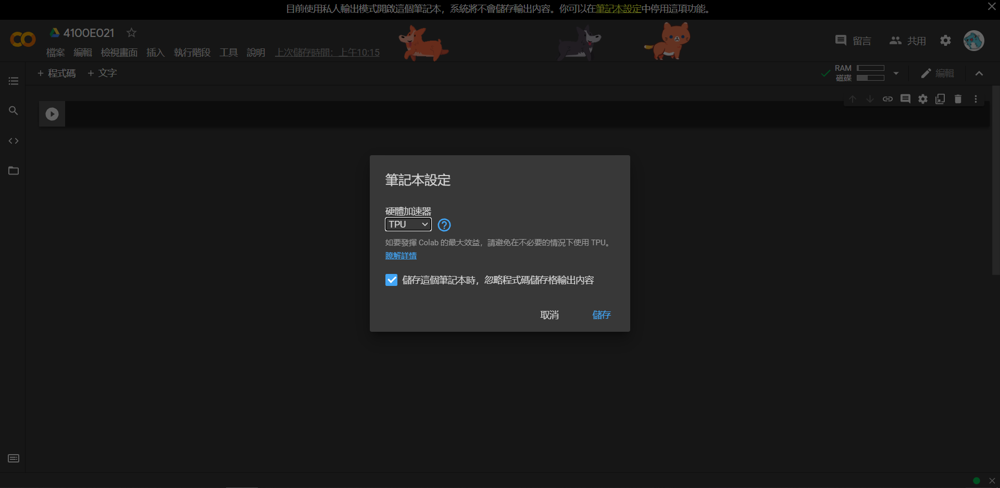 目前使用私人輸出模式開啟這個筆記本，系統將不會儲存輸出內容。你可以在筆記本設定中停用這項功能。
4100E021
留言 共用
檔案 編輯 檢視畫面 插入 執行階段 工具 說明 上次儲存時間：上午10:15
+ 程式碼 + 文字
RAM
磁碟
編輯
筆記本設定
硬體加速器
TPU
如要發揮 Colab 的最大效益，請避免在不必要的情況下使用 TPU。
瞭解詳情
儲存這個筆記本時，忽略程式碼儲存格輸出內容
取消 儲存